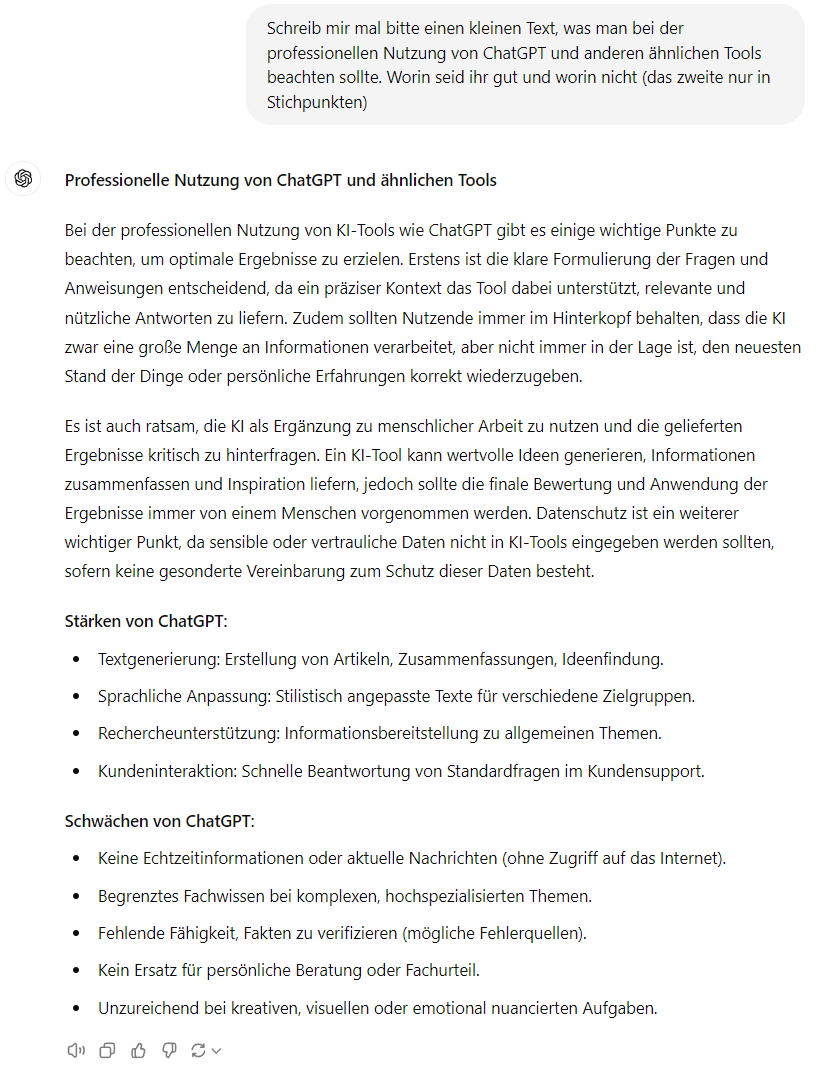 Schreib mir mal bitte einen kleinen Text, was man bei der
professionellen Nutzung von ChatGPT und anderen ähnlichen Tools
beachten sollte. Worin seid ihr gut und worin nicht (das zweite nur in
Stichpunkten)
Professionelle Nutzung von ChatGPT und ähnlichen Tools
Bei der professionellen Nutzung von KI-Tools wie ChatGPT gibt es einige wichtige Punkte zu
beachten, um optimale Ergebnisse zu erzielen. Erstens ist die klare Formulierung der Fragen und
Anweisungen entscheidend, da ein präziser Kontext das Tool dabei unterstützt, relevante und
nützliche Antworten zu liefern. Zudem sollten Nutzende immer im Hinterkopf behalten, dass die KI
zwar eine große Menge an Informationen verarbeitet, aber nicht immer in der Lage ist, den neuesten
Stand der Dinge oder persönliche Erfahrungen korrekt wiederzugeben.
Es ist auch ratsam, die KI als Ergänzung zu menschlicher Arbeit zu nutzen und die gelieferten
Ergebnisse kritisch zu hinterfragen. Ein KI-Tool kann wertvolle Ideen generieren, Informationen
zusammenfassen und Inspiration liefern, jedoch sollte die finale Bewertung und Anwendung der
Ergebnisse immer von einem Menschen vorgenommen werden. Datenschutz ist ein weiterer
wichtiger Punkt, da sensible oder vertrauliche Daten nicht in KI-Tools eingegeben werden sollten,
sofern keine gesonderte Vereinbarung zum Schutz dieser Daten besteht.
Stärken von ChatGPT:
• Textgenerierung: Erstellung von Artikeln, Zusammenfassungen, Ideenfindung.
• Sprachliche Anpassung: Stilistisch angepasste Texte für verschiedene Zielgruppen.
• Rechercheunterstützung: Informationsbereitstellung zu allgemeinen Themen.
• Kundeninteraktion: Schnelle Beantwortung von Standardfragen im Kundensupport.
Schwächen von ChatGPT:
• Keine Echtzeitinformationen oder aktuelle Nachrichten (ohne Zugriff auf das Internet).
• Begrenztes Fachwissen bei komplexen, hochspezialisierten Themen.
• Fehlende Fähigkeit, Fakten zu verifizieren (mögliche Fehlerquellen).
• Kein Ersatz für persönliche Beratung oder Fachurteil.
• Unzureichend bei kreativen, visuellen oder emotional nuancierten Aufgaben.